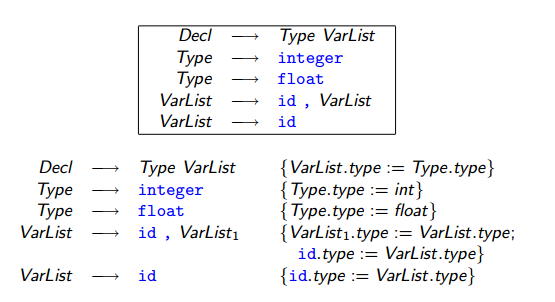 Decl ⟶ Type VarList
Type ⟶ integer
Type ⟶ float
VarList ⟶ id , VarList
VarList ⟶ id
Decl ⟶ Type VarList {VarList.type := Type.type}
Type ⟶ integer {Type.type := int}
Type ⟶ float {Type.type := float}
VarList ⟶ id , VarList₁ {VarList₁.type := VarList.type;
id.type := VarList.type}
VarList ⟶ id {id.type := VarList.type}